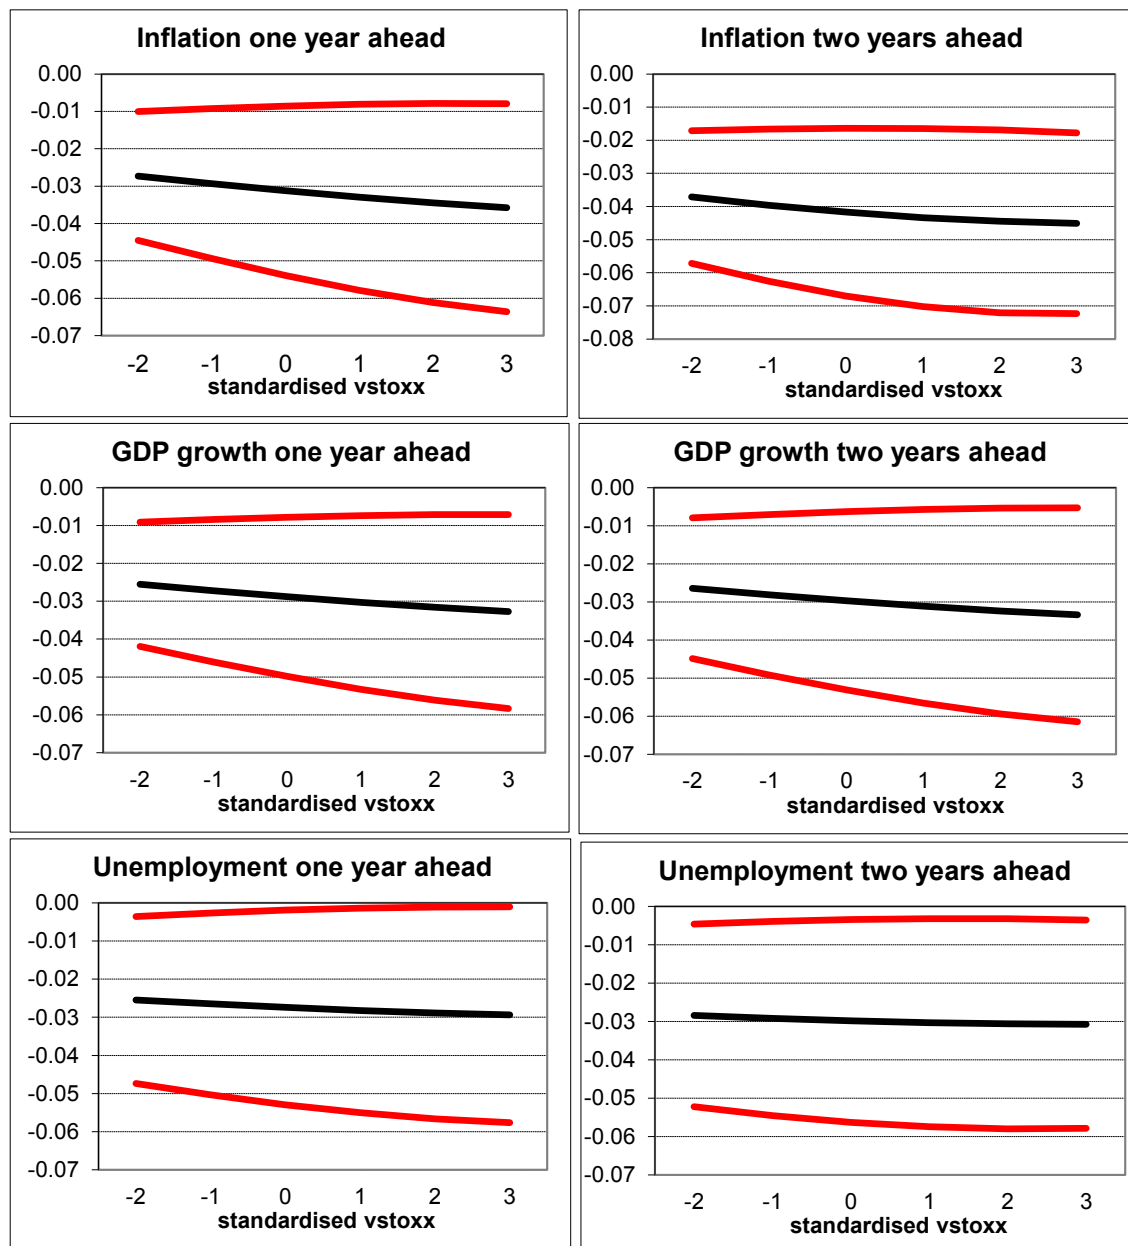 Inflation one year ahead
0.00
-0.01
-0.02
-0.03
-0.04
-0.05
-0.06
-0.07
-2 -1 0 1 2 3
standardised vstoxx
Inflation two years ahead
0.00
-0.01
-0.02
-0.03
-0.04
-0.05
-0.06
-0.07
-0.08
-2 -1 0 1 2 3
standardised vstoxx
GDP growth one year ahead
0.00
-0.01
-0.02
-0.03
-0.04
-0.05
-0.06
-0.07
-2 -1 0 1 2 3
standardised vstoxx
GDP growth two years ahead
0.00
-0.01
-0.02
-0.03
-0.04
-0.05
-0.06
-0.07
-2 -1 0 1 2 3
standardised vstoxx
Unemployment one year ahead
0.00
-0.01
-0.02
-0.03
-0.04
-0.05
-0.06
-0.07
-2 -1 0 1 2 3
standardised vstoxx
Unemployment two years ahead
0.00
-0.01
-0.02
-0.03
-0.04
-0.05
-0.06
-0.07
-2 -1 0 1 2 3
standardised vstoxx